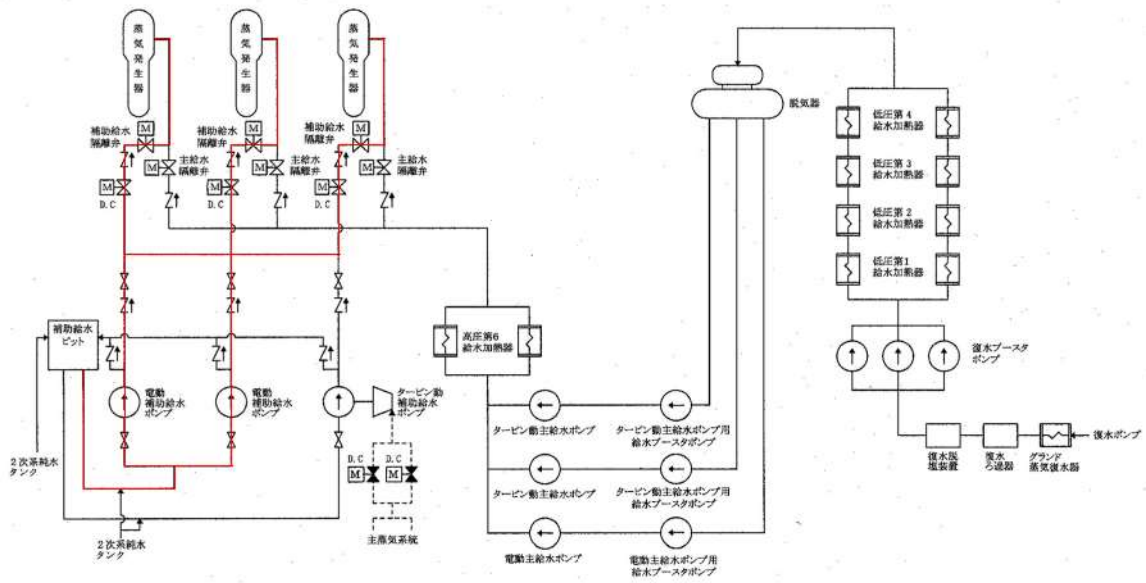 蒸気発生器
蒸気発生器
蒸気発生器
補助給水
隔離弁
M
補助給水
隔離弁
M
補助給水
隔離弁
M
M
主給水
隔離弁
M
主給水
隔離弁
M
主給水
隔離弁
M
D.C
M
D.C
M
D.C
補助給水
ピット
電動
補助給水
ポンプ
電動
補助給水
ポンプ
タービン動
補助給水
ポンプ
D.C
M
D.C
M
主蒸気系統
2次系純水
タンク
2次系純水
タンク
高圧第6
給水加熱器
脱気器
タービン動主給水ポンプ
タービン動主給水ポンプ用
給水ブースタポンプ
タービン動主給水ポンプ
タービン動主給水ポンプ用
給水ブースタポンプ
電動主給水ポンプ
電動主給水ポンプ用
給水ブースタポンプ
低圧第4
給水加熱器
低圧第3
給水加熱器
低圧第2
給水加熱器
低圧第1
給水加熱器
復水ブースタ
ポンプ
復水脱
塩装置
復水
ろ過器
グランド
蒸気復水器
復水ポンプ